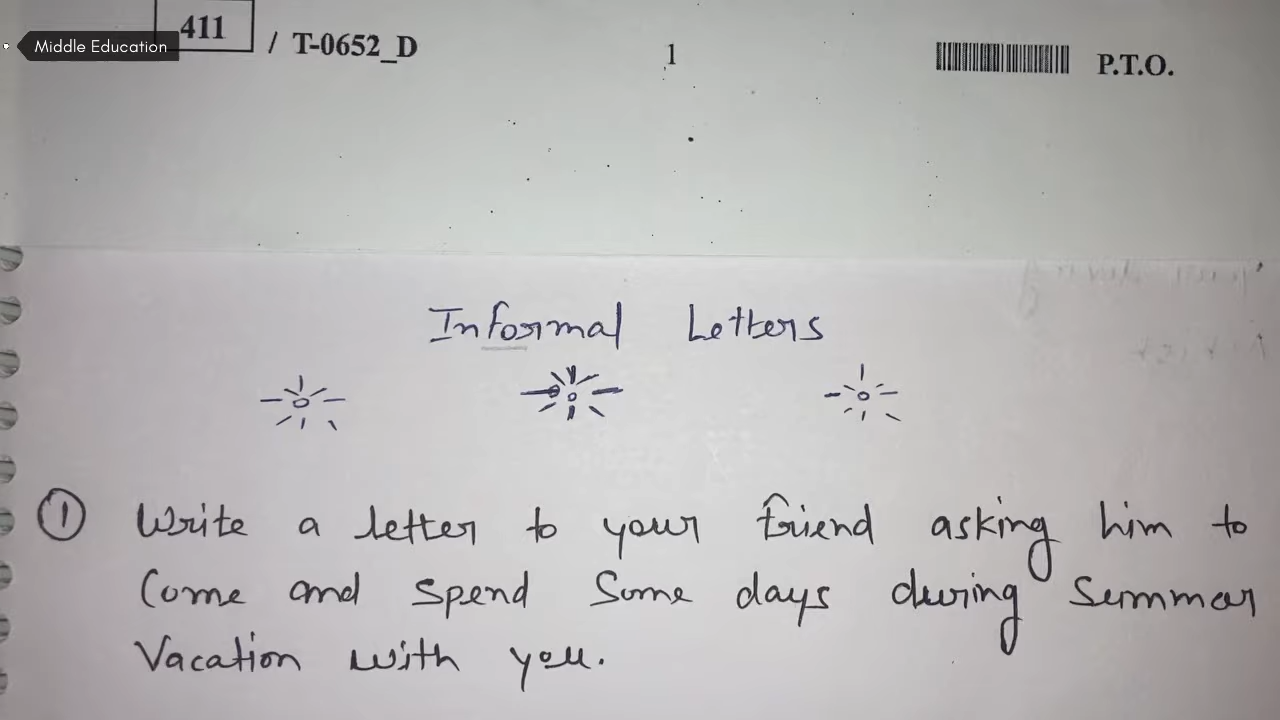 411 / T-0652_D 1 P.T.O.
Middle Education
Informal Letters
① Write a letter to your friend asking him to
Come and Spend Some days during Summar
Vacation with you.